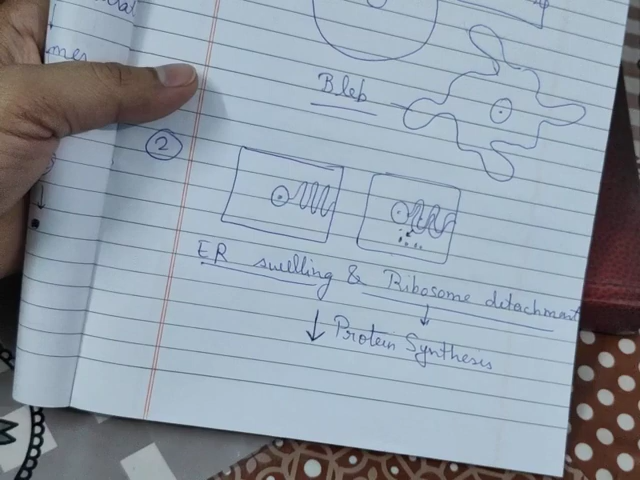 Bleb
2
ER swelling & Ribosome detachment
↓
↓ Protein Synthesis